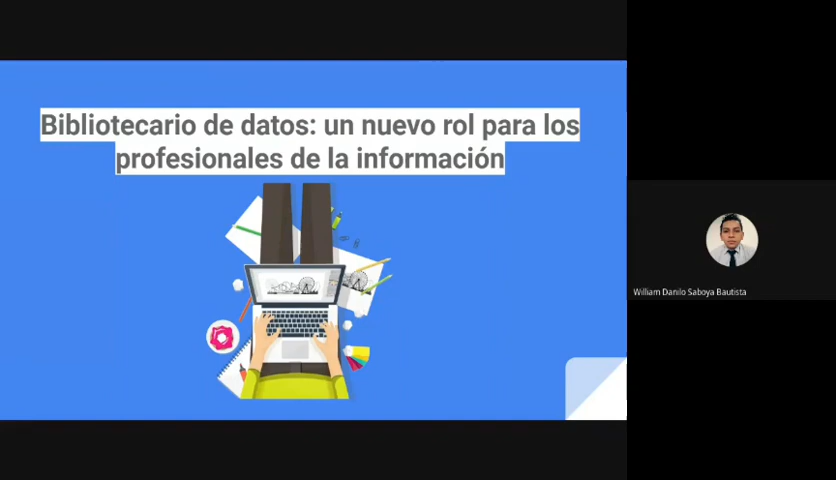 Bibliotecario de datos: un nuevo rol para los
profesionales de la información
William Danilo Saboya Bautista